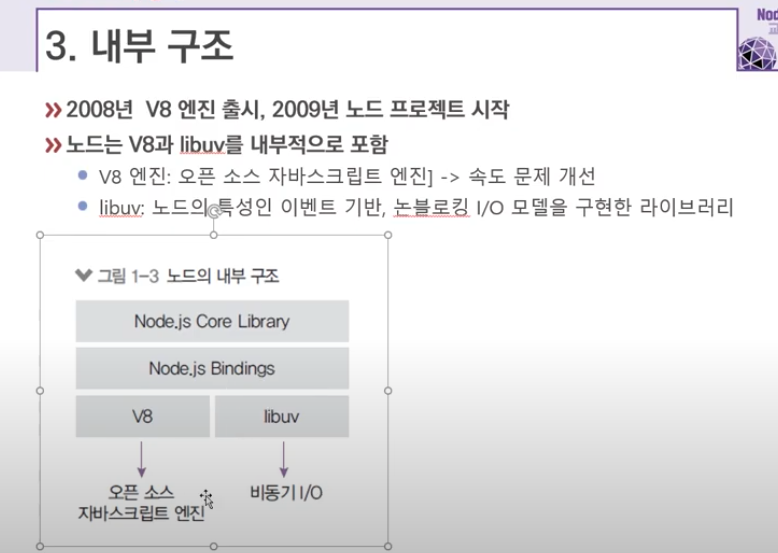 Nod
교
3. 내부 구조
2008년 V8 엔진 출시, 2009년 노드 프로젝트 시작
노드는 V8과 libuv를 내부적으로 포함
V8 엔진: 오픈 소스 자바스크립트 엔진] -> 속도 문제 개선
libuv: 노드의 특성인 이벤트 기반, 논블로킹 I/O 모델을 구현한 라이브러리
그림 1-3 노드의 내부 구조
Node.js Core Library
Node.js Bindings
V8 libuv
오픈 소스 비동기 I/O
자바스크립트 엔진